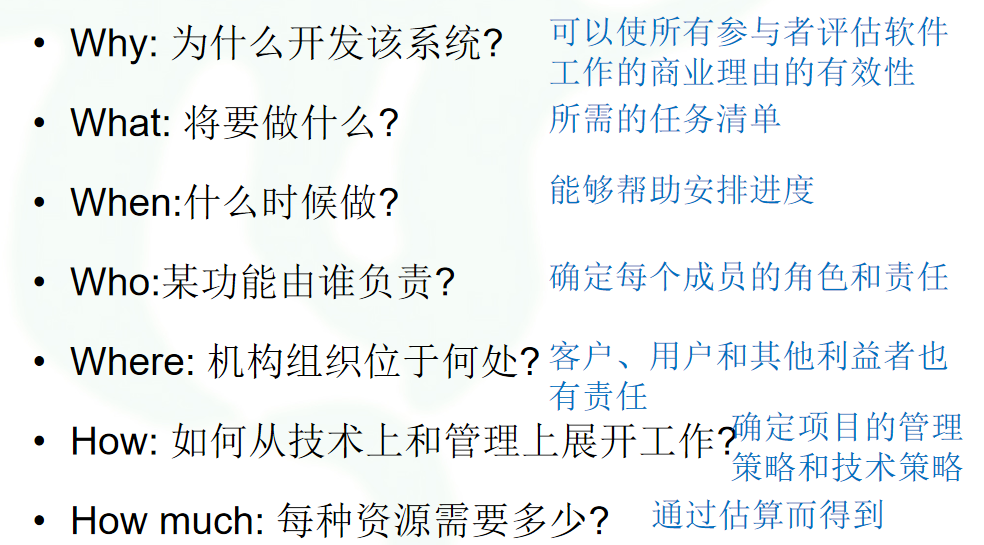 • Why: 为什么开发该系统?
可以使所有参与者评估软件
工作的商业理由的有效性
• What: 将要做什么?
所需的任务清单
• When:什么时候做?
能够帮助安排进度
• Who:某功能由谁负责?
确定每个成员的角色和责任
• Where: 机构组织位于何处?
客户、用户和其他利益者也
有责任
• How: 如何从技术上和管理上展开工作?
确定项目的管理
策略和技术策略
• How much: 每种资源需要多少?
通过估算而得到